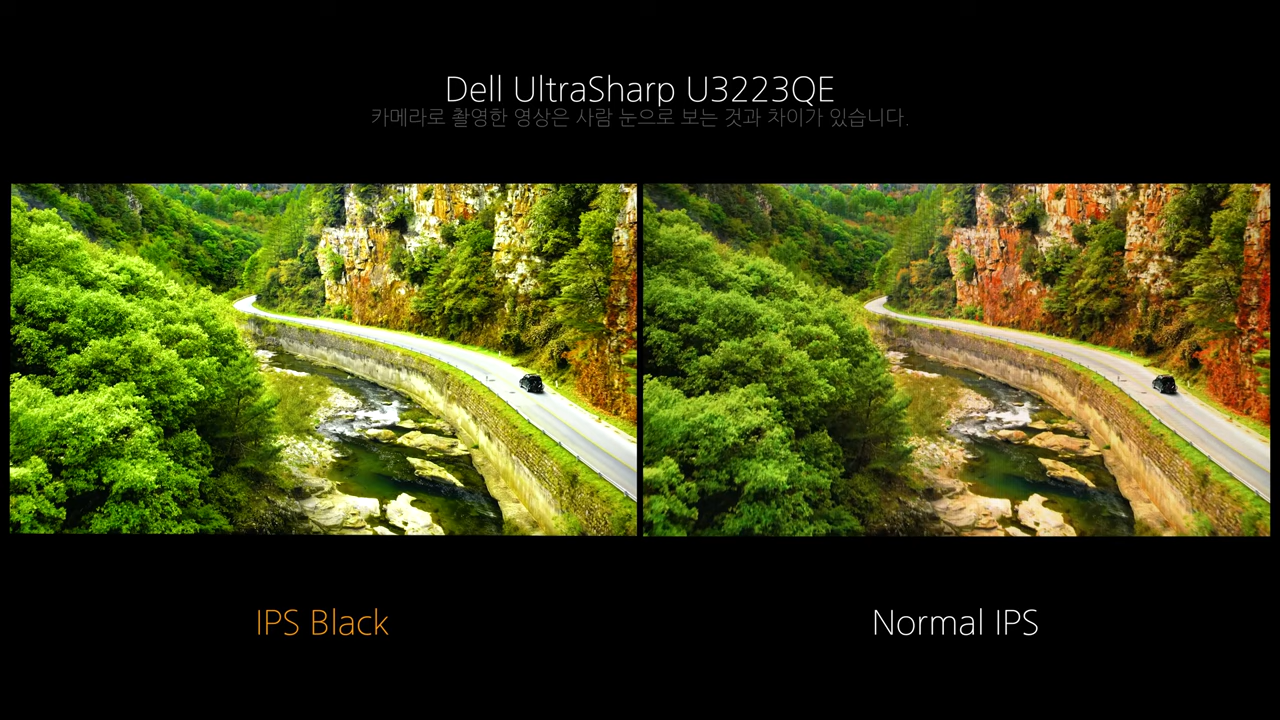 Dell UltraSharp U3223QE
카메라로 촬영한 영상은 사람 눈으로 보는 것과 차이가 있습니다.
IPS Black
Normal IPS